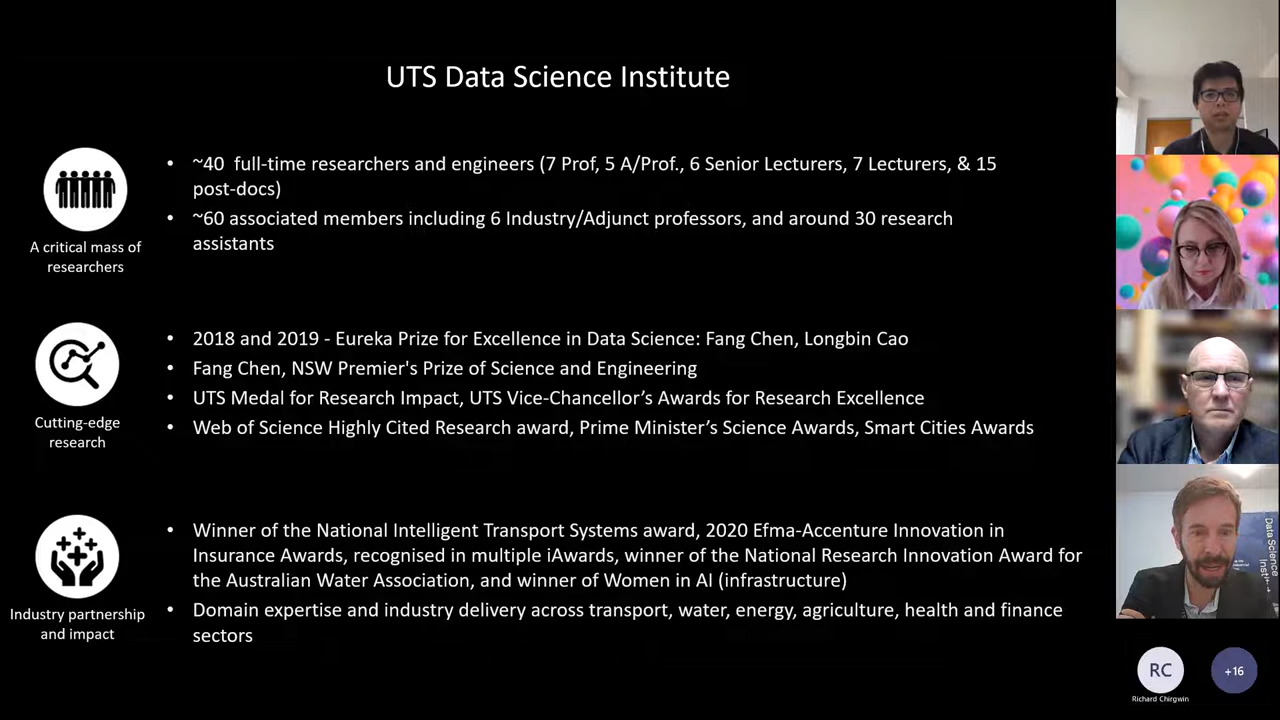 UTS Data Science Institute
A critical mass of
researchers
• ~40 full-time researchers and engineers (7 Prof, 5 A/Prof., 6 Senior Lecturers, 7 Lecturers, & 15
post-docs)
• ~60 associated members including 6 Industry/Adjunct professors, and around 30 research
assistants
Cutting-edge
research
• 2018 and 2019 - Eureka Prize for Excellence in Data Science: Fang Chen, Longbin Cao
• Fang Chen, NSW Premier's Prize of Science and Engineering
• UTS Medal for Research Impact, UTS Vice-Chancellor’s Awards for Research Excellence
• Web of Science Highly Cited Research award, Prime Minister’s Science Awards, Smart Cities Awards
Industry partnership
and impact
• Winner of the National Intelligent Transport Systems award, 2020 Efma-Accenture Innovation in
Insurance Awards, recognised in multiple iAwards, winner of the National Research Innovation Award for
the Australian Water Association, and winner of Women in AI (infrastructure)
• Domain expertise and industry delivery across transport, water, energy, agriculture, health and finance
sectors
Data Science
RC
Richard Chirgwin
+16